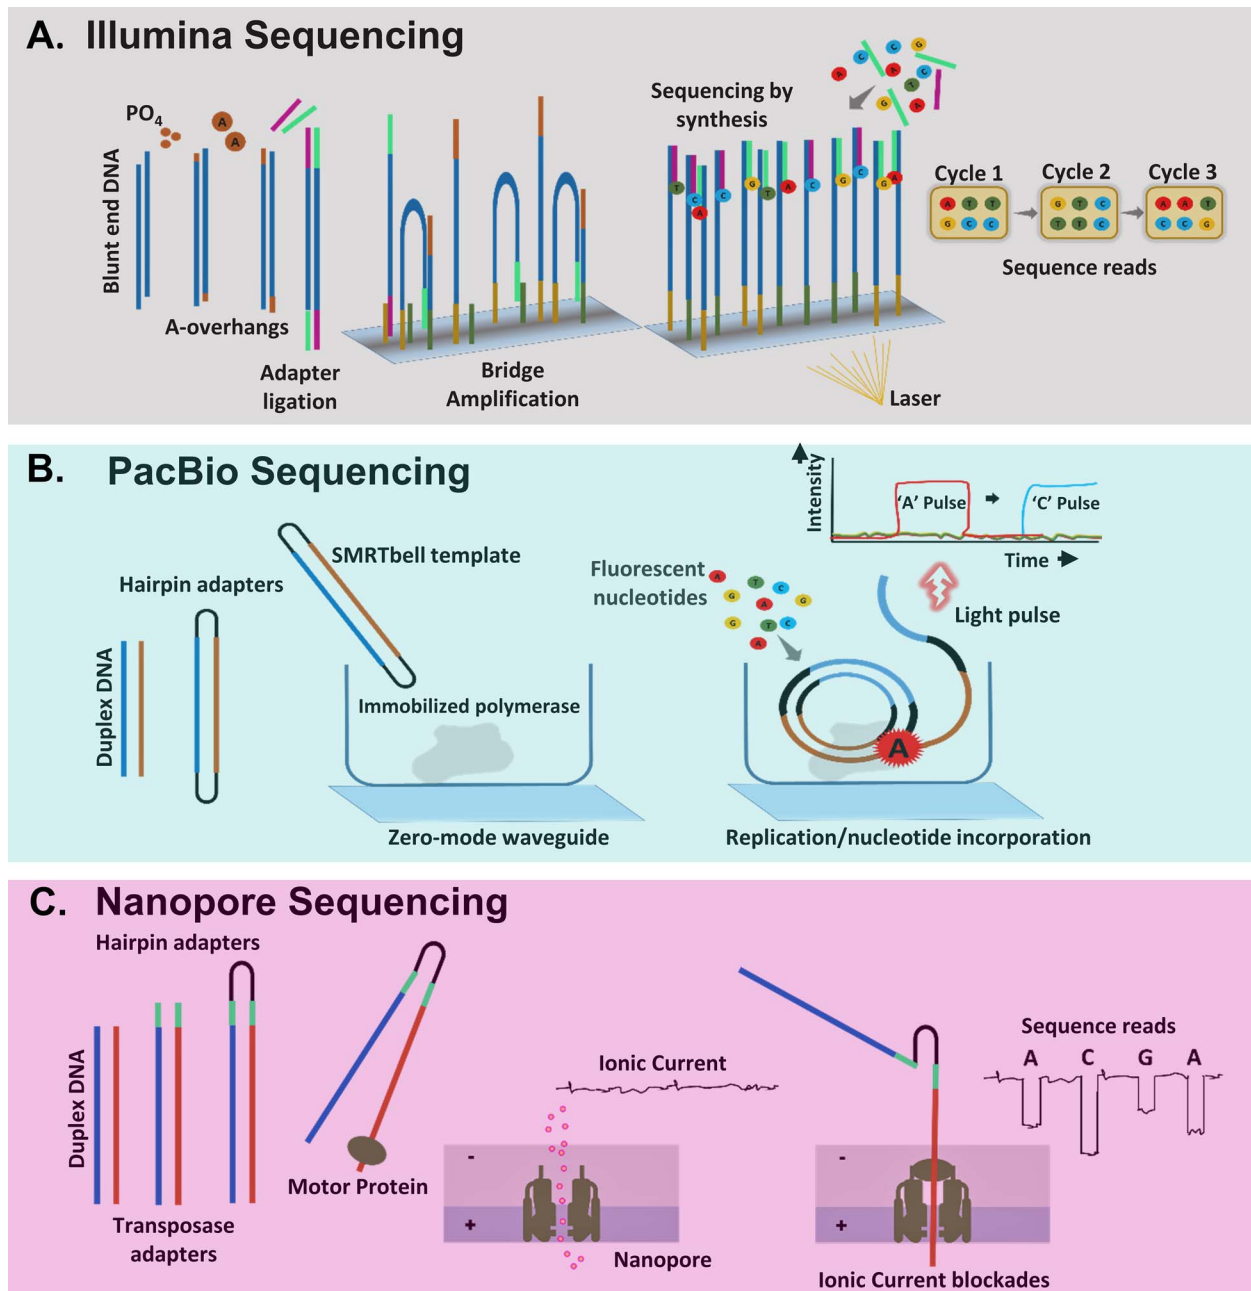 A. Illumina Sequencing
PO4
A
A
Blunt end DNA
A-overhangs
Adapter
ligation
Bridge
Amplification
Sequencing by
synthesis
A C C G
A C T
G A
T C A C G T A C G C G A
Laser
Cycle 1
A T T
G C C
Cycle 2
G T C
T T C
Cycle 3
A A T
C C G
Sequence reads
B. PacBio Sequencing
Hairpin adapters
Duplex DNA
SMRTbell template
Immobilized polymerase
Zero-mode waveguide
Fluorescent
nucleotides
A T C
G A G
G T C
A
A
Replication/nucleotide incorporation
Intensity
‘A’ Pulse
‘C’ Pulse
Time
Light pulse
C. Nanopore Sequencing
Hairpin adapters
Duplex DNA
Transposase
adapters
Motor Protein
Ionic Current
-
+
Nanopore
-
+
Ionic Current blockades
Sequence reads
A C G A